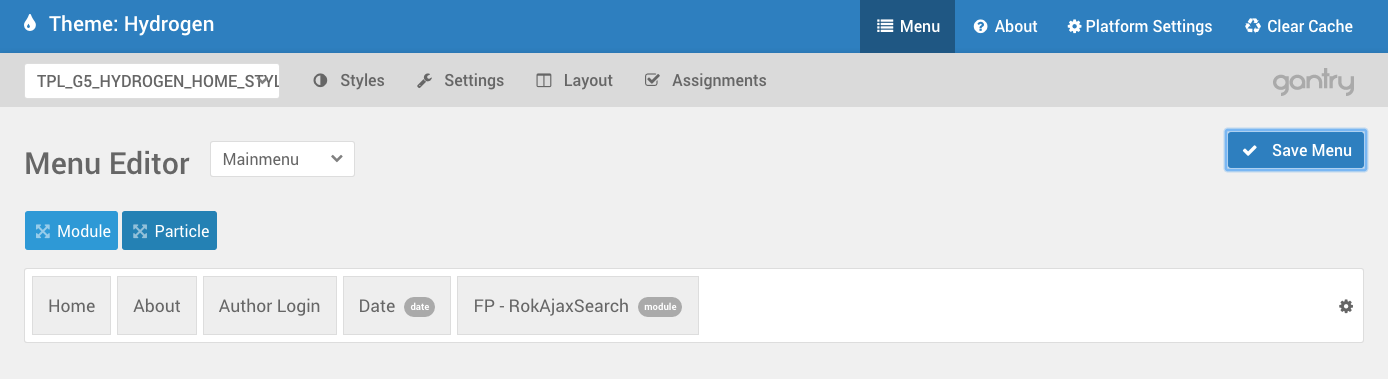 Theme: Hydrogen
Menu
About
Platform Settings
Clear Cache
TPL_G5_HYDROGEN_HOME_STYL
Styles
Settings
Layout
Assignments
gantry
Menu Editor
Mainmenu
Save Menu
Module
Particle
Home
About
Author Login
Date date
FP - RokAjaxSearch module